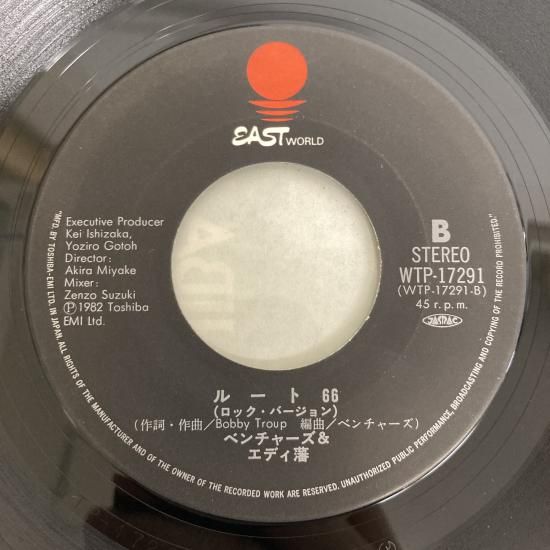 EAST WORLD
Executive Producer
Kei Ishizaka,
Yoziro Gotoh
Director:
Akira Miyake
Mixer:
Zenzo Suzuki
Ⓟ1982 Toshiba
EMI Ltd.
B
STEREO
WTP-17291
(WTP-17291-B)
45 r.p.m.
JASRAC
ルート 66
(ロック・バージョン)
(作詞・作曲/Bobby Troup 編曲/ベンチャーズ)
ベンチャーズ&
エディ藩
"MFD. BY TOSHIBA-EMI LTD. IN JAPAN. ALL RIGHTS OF THE MANUFACTURER AND OF THE OWNER OF THE RECORDED WORK ARE RESERVED. UNAUTHORIZED PUBLIC PERFORMANCE, BROADCASTING AND COPYING OF THE RECORD PROHIBITED."